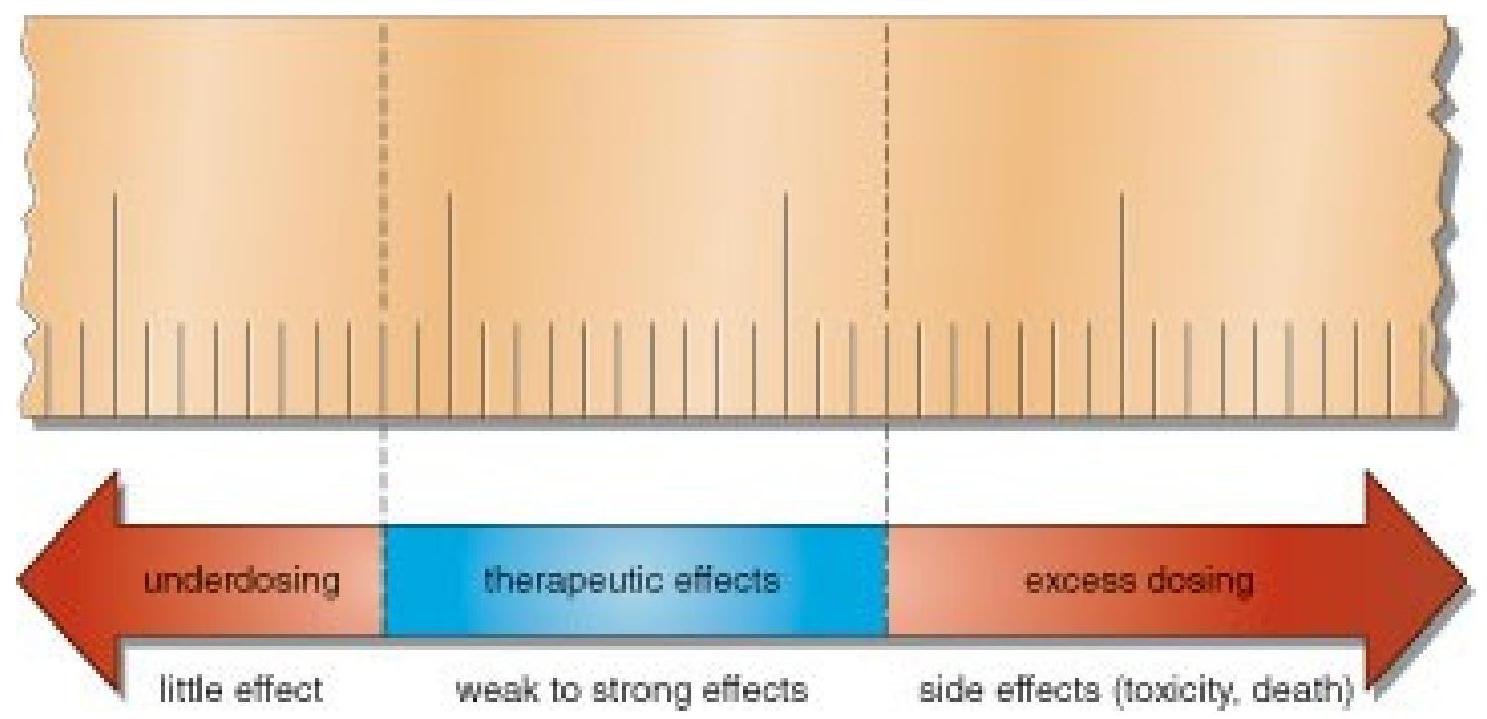 underdosing therapeutic effects excess dosing
little effect weak to strong effects side effects (toxicity, death)